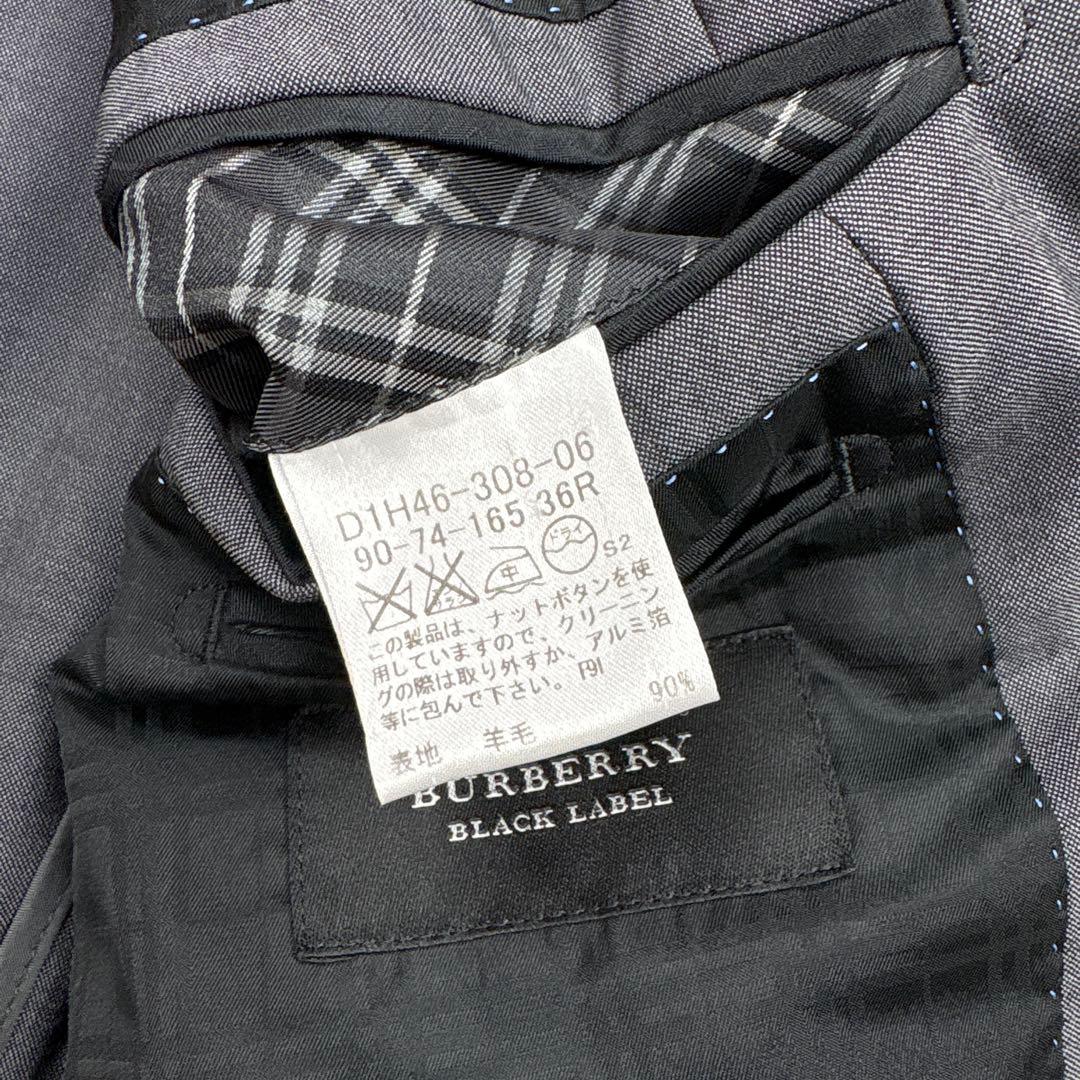 D1H46-308-06
90-74-165 36R
中 ドライ S2
この製品は、ナットボタンを使
用していますので、クリーニン
グの際は取り外すか、アルミ箔
等に包んで下さい。 F91
表地 羊毛 90%
BURBERRY
BLACK LABEL